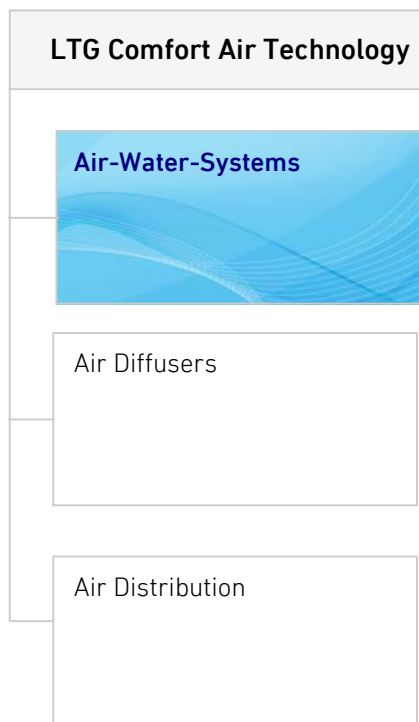 LTG Comfort Air Technology
Air-Water-Systems
Air Diffusers
Air Distribution